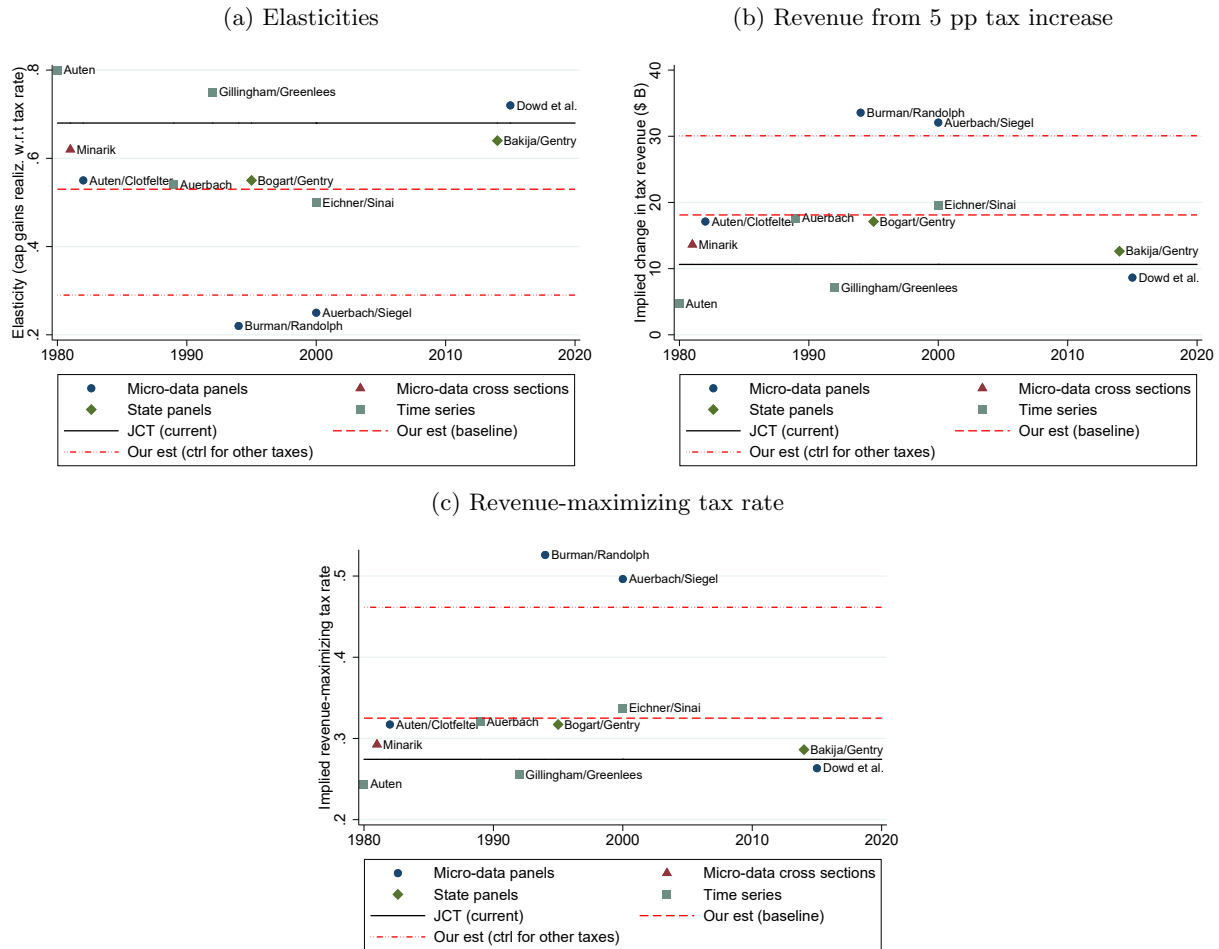 (a) Elasticities
Elasticity (cap gains realiz. w.r.t tax rate)
.8
.6
.4
.2
Auten
Gillingham/Greenlees
Dowd et al.
Minarik
Bakija/Gentry
Auten/Clotfelter
Auerbach
Bogart/Gentry
Eichner/Sinai
Auerbach/Siegel
Burman/Randolph
1980 1990 2000 2010 2020
Micro-data panels Micro-data cross sections
State panels Time series
JCT (current) Our est (baseline)
Our est (ctrl for other taxes)
(b) Revenue from 5 pp tax increase
Implied change in tax revenue ($ B)
40
30
20
10
0
Burman/Randolph
Auerbach/Siegel
Eichner/Sinai
Auten/Clotfelter
Auerbach
Bogart/Gentry
Minarik
Bakija/Gentry
Gillingham/Greenlees
Dowd et al.
Auten
1980 1990 2000 2010 2020
Micro-data panels Micro-data cross sections
State panels Time series
JCT (current) Our est (baseline)
Our est (ctrl for other taxes)
(c) Revenue-maximizing tax rate
Implied revenue-maximizing tax rate
.5
.4
.3
.2
Burman/Randolph
Auerbach/Siegel
Eichner/Sinai
Auten/Clotfelter
Auerbach
Bogart/Gentry
Minarik
Bakija/Gentry
Gillingham/Greenlees
Dowd et al.
Auten
1980 1990 2000 2010 2020
Micro-data panels Micro-data cross sections
State panels Time series
JCT (current) Our est (baseline)
Our est (ctrl for other taxes)